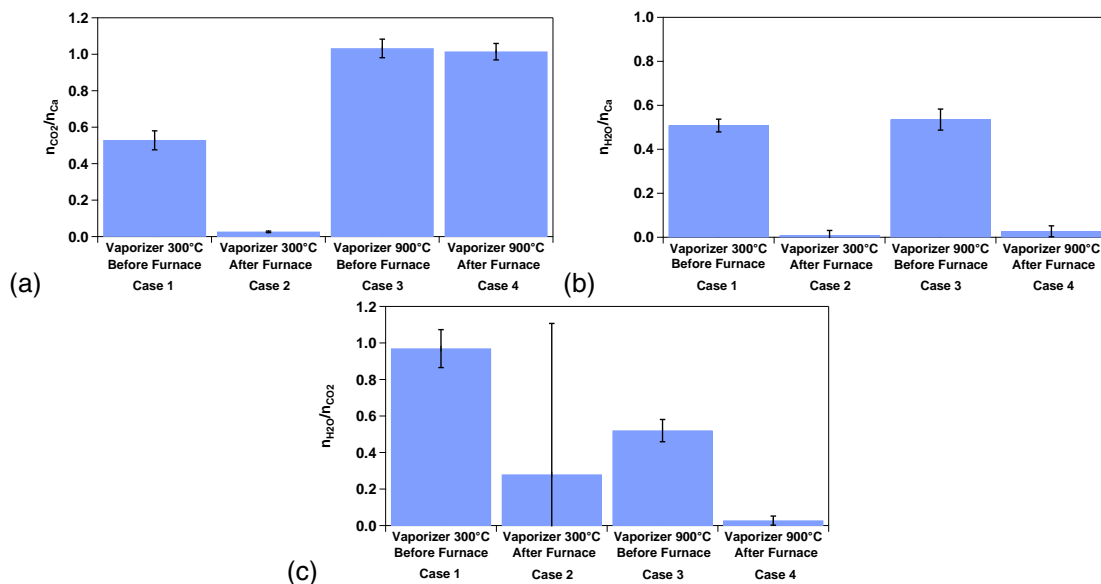 1.2
1.0
0.8
0.6
0.4
0.2
0.0
nCO2/nCa
Vaporizer 300°C Vaporizer 300°C Vaporizer 900°C Vaporizer 900°C
Before Furnace After Furnace Before Furnace After Furnace
Case 1 Case 2 Case 3 Case 4
(a)
1.0
0.8
0.6
0.4
0.2
0.0
nH2O/nCa
Vaporizer 300°C Vaporizer 300°C Vaporizer 900°C Vaporizer 900°C
Before Furnace After Furnace Before Furnace After Furnace
Case 1 Case 2 Case 3 Case 4
(b)
1.2
1.0
0.8
0.6
0.4
0.2
0.0
nH2O/nCO2
Vaporizer 300°C Vaporizer 300°C Vaporizer 900°C Vaporizer 900°C
Before Furnace After Furnace Before Furnace After Furnace
Case 1 Case 2 Case 3 Case 4
(c)